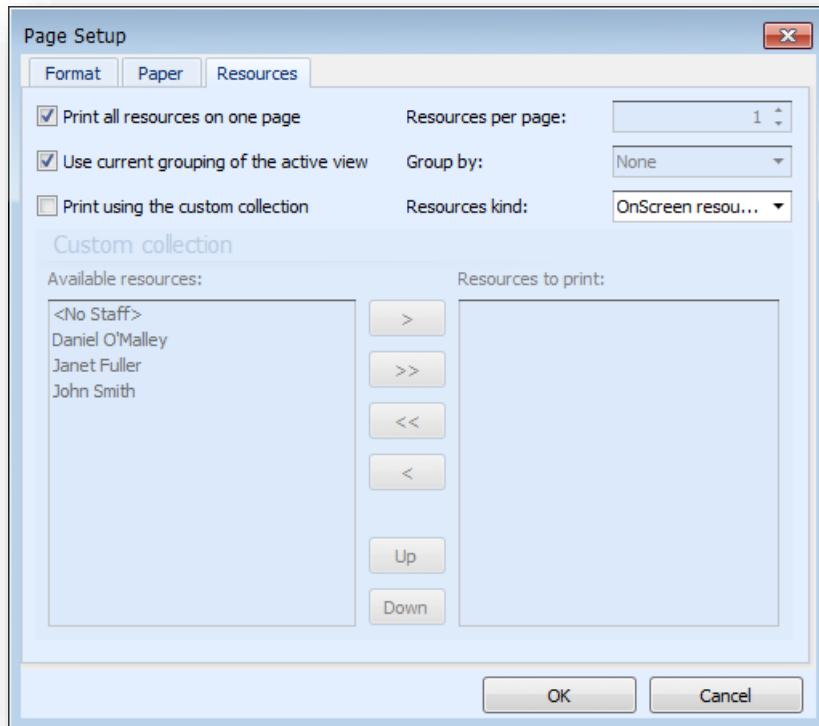 Page Setup
Format Paper Resources
Print all resources on one page Resources per page: 1
Use current grouping of the active view Group by: None
Print using the custom collection Resources kind: OnScreen resou...
Custom collection
Available resources: Resources to print:
<No Staff>
Daniel O'Malley
Janet Fuller
John Smith
>
>>
<<
<
Up
Down
OK Cancel